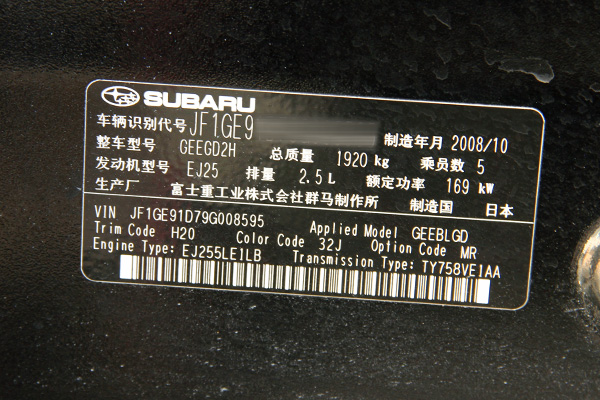 SUBARU
车辆识别代号 JF1GE9 制造年月 2008/10
整车型号 GEEGD2H 总质量 1920 kg 乘员数 5
发动机型号 EJ25 排量 2.5 L 额定功率 169 kW
生产厂 富士重工业株式会社群马制作所 制造国 日本
VIN JF1GE91D79G008595 Applied Model GEEBLGD
Trim Code H20 Color Code 32J Option Code MR
Engine Type: EJ255LE1LB Transmission Type: TY758VE1AA